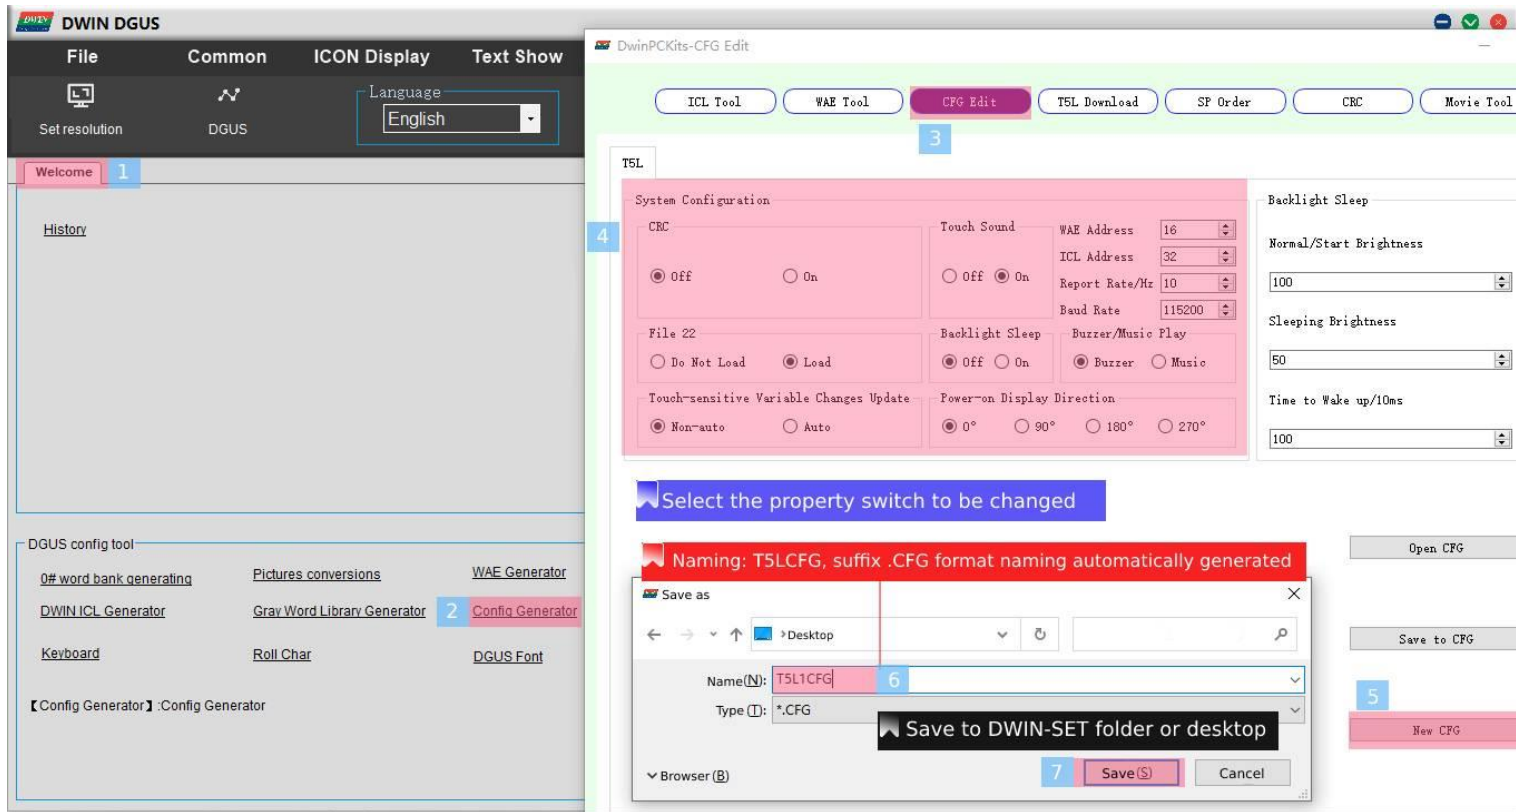 DWIN DGUS
File Common ICON Display Text Show
Set resolution DGUS Language English
Welcome 1
History
DGUS config tool
0# word bank generating Pictures conversions WAE Generator
DWIN ICL Generator Gray Word Library Generator 2 Config Generator
Keyboard Roll Char DGUS Font
【Config Generator】:Config Generator
DwinPCKits-CFG Edit
ICL Tool WAE Tool CFG Edit T5L Download SP Order CRC Movie Tool
3
T5L
System Configuration
4
CRC
Off On
Touch Sound
Off On
WAE Address 16
ICL Address 32
Report Rate/Hz 10
Baud Rate 115200
File 22
Do Not Load Load
Backlight Sleep
Off On
Buzzer/Music Play
Buzzer Music
Touch-sensitive Variable Changes Update
Non-auto Auto
Power-on Display Direction
0° 90° 180° 270°
Backlight Sleep
Normal/Start Brightness
100
Sleeping Brightness
50
Time to Wake up/10ms
100
Select the property switch to be changed
Naming: T5LCFG, suffix .CFG format naming automatically generated
Save as
Desktop
Name(N): T5L1CFG 6
Type (T): *.CFG
Save to DWIN-SET folder or desktop
Browser (B) 7 Save(S) Cancel
Open CFG
Save to CFG
5
New CFG